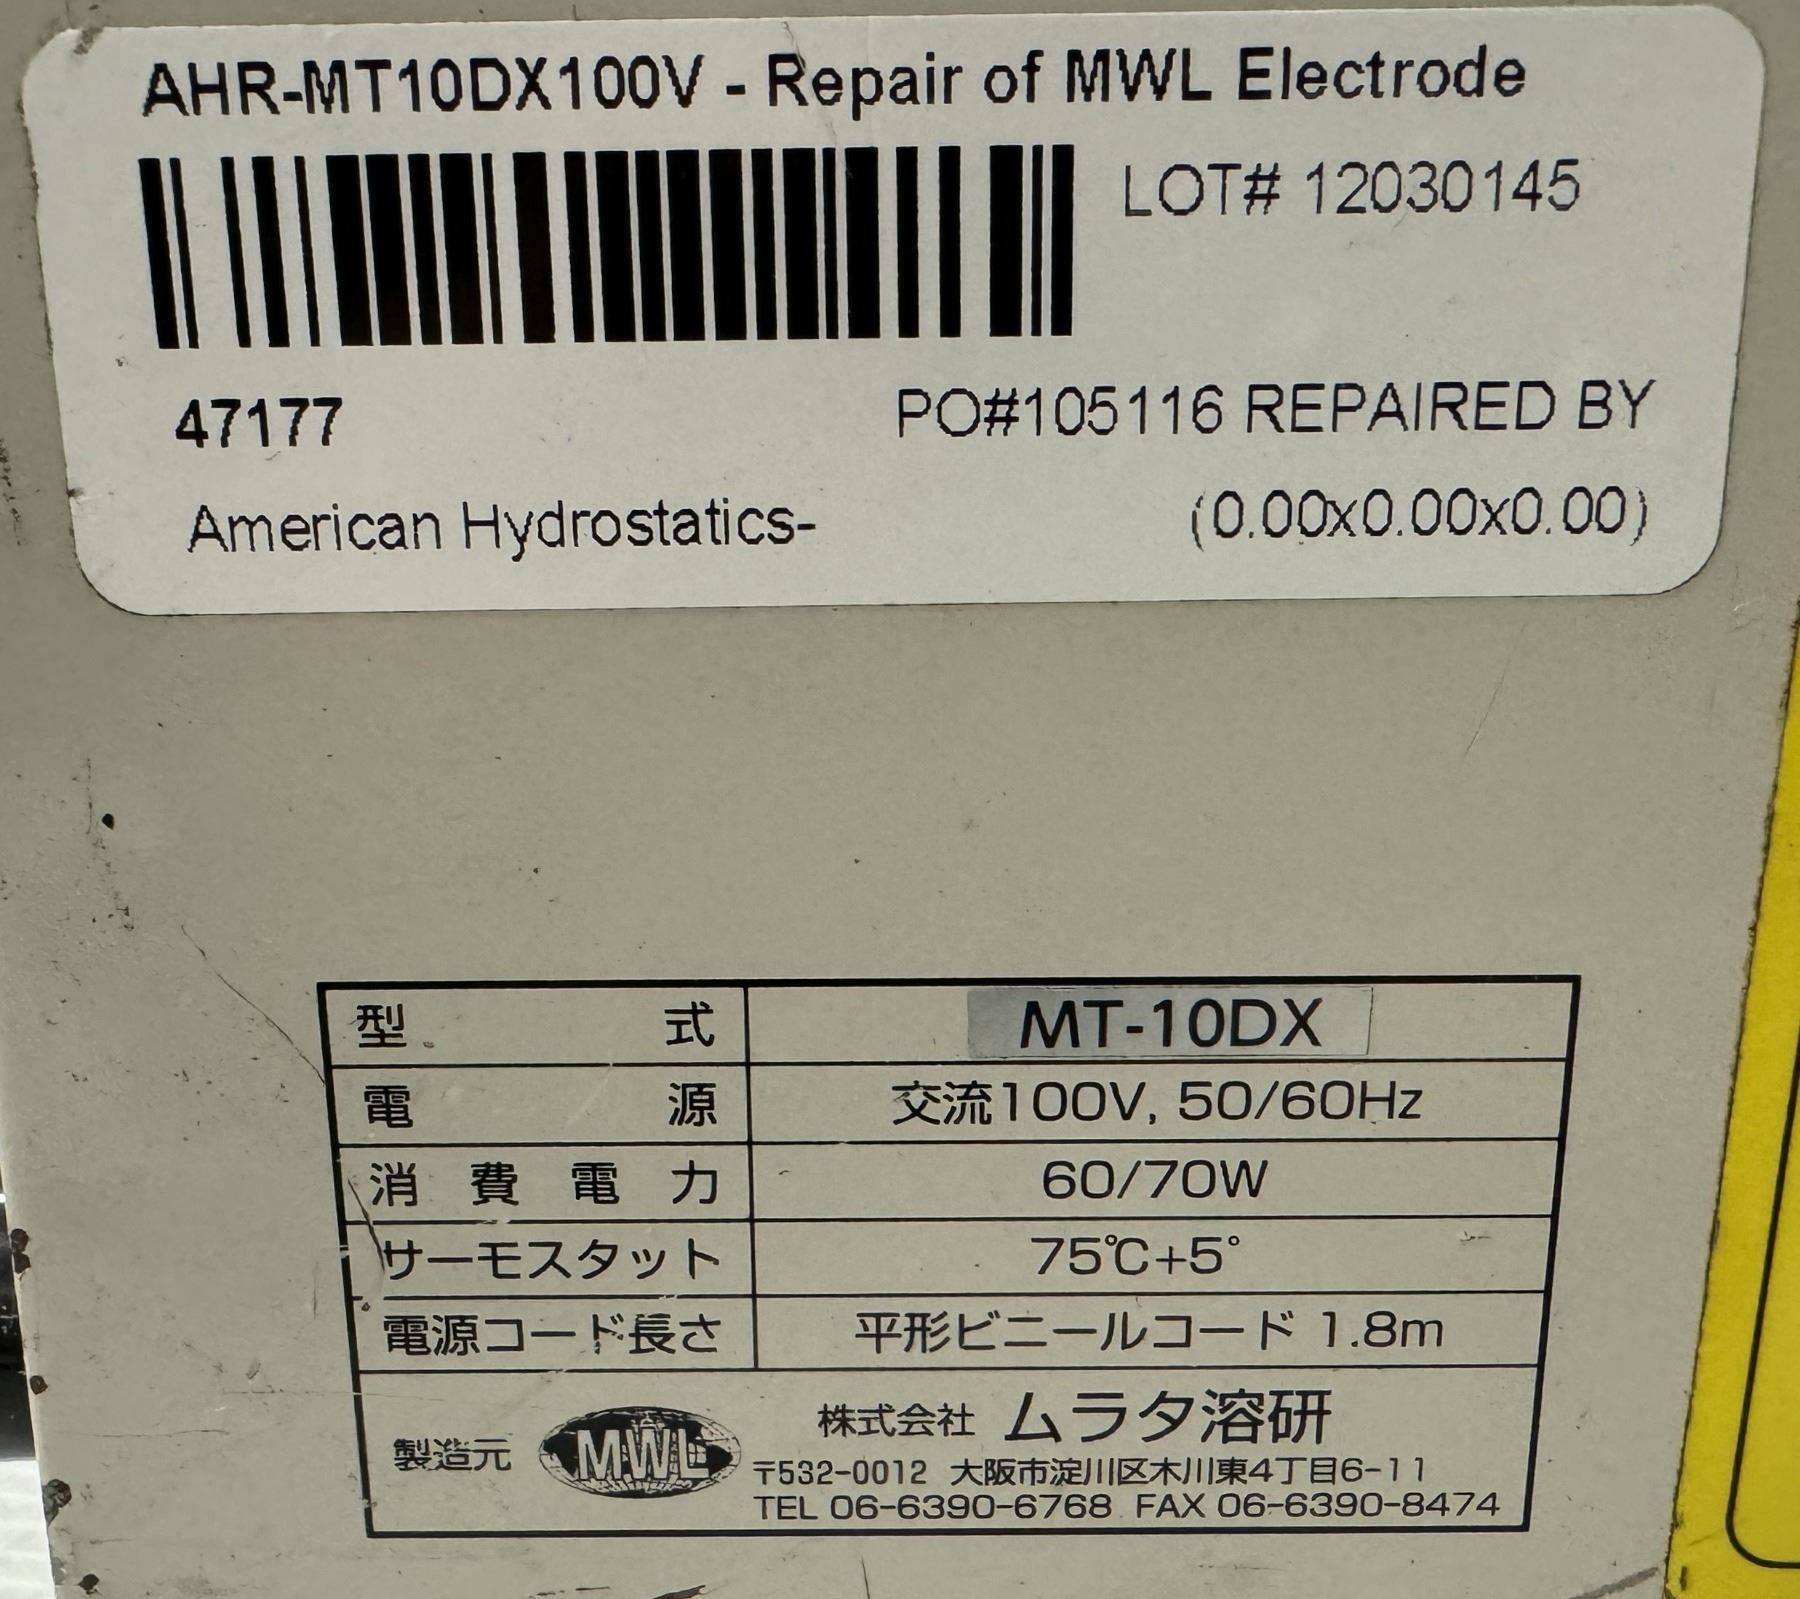 AHR-MT10DX100V - Repair of MWL Electrode
LOT# 12030145
47177
PO#105116 REPAIRED BY
American Hydrostatics-
(0.00x0.00x0.00)
型式 MT-10DX
電源 交流100V, 50/60Hz
消費電力 60/70W
サーモスタット 75℃+5°
電源コード長さ 平形ビニールコード 1.8m
製造元 MWL 株式会社 ムラタ溶研
〒532-0012 大阪市淀川区木川東4丁目6-11
TEL 06-6390-6768 FAX 06-6390-8474